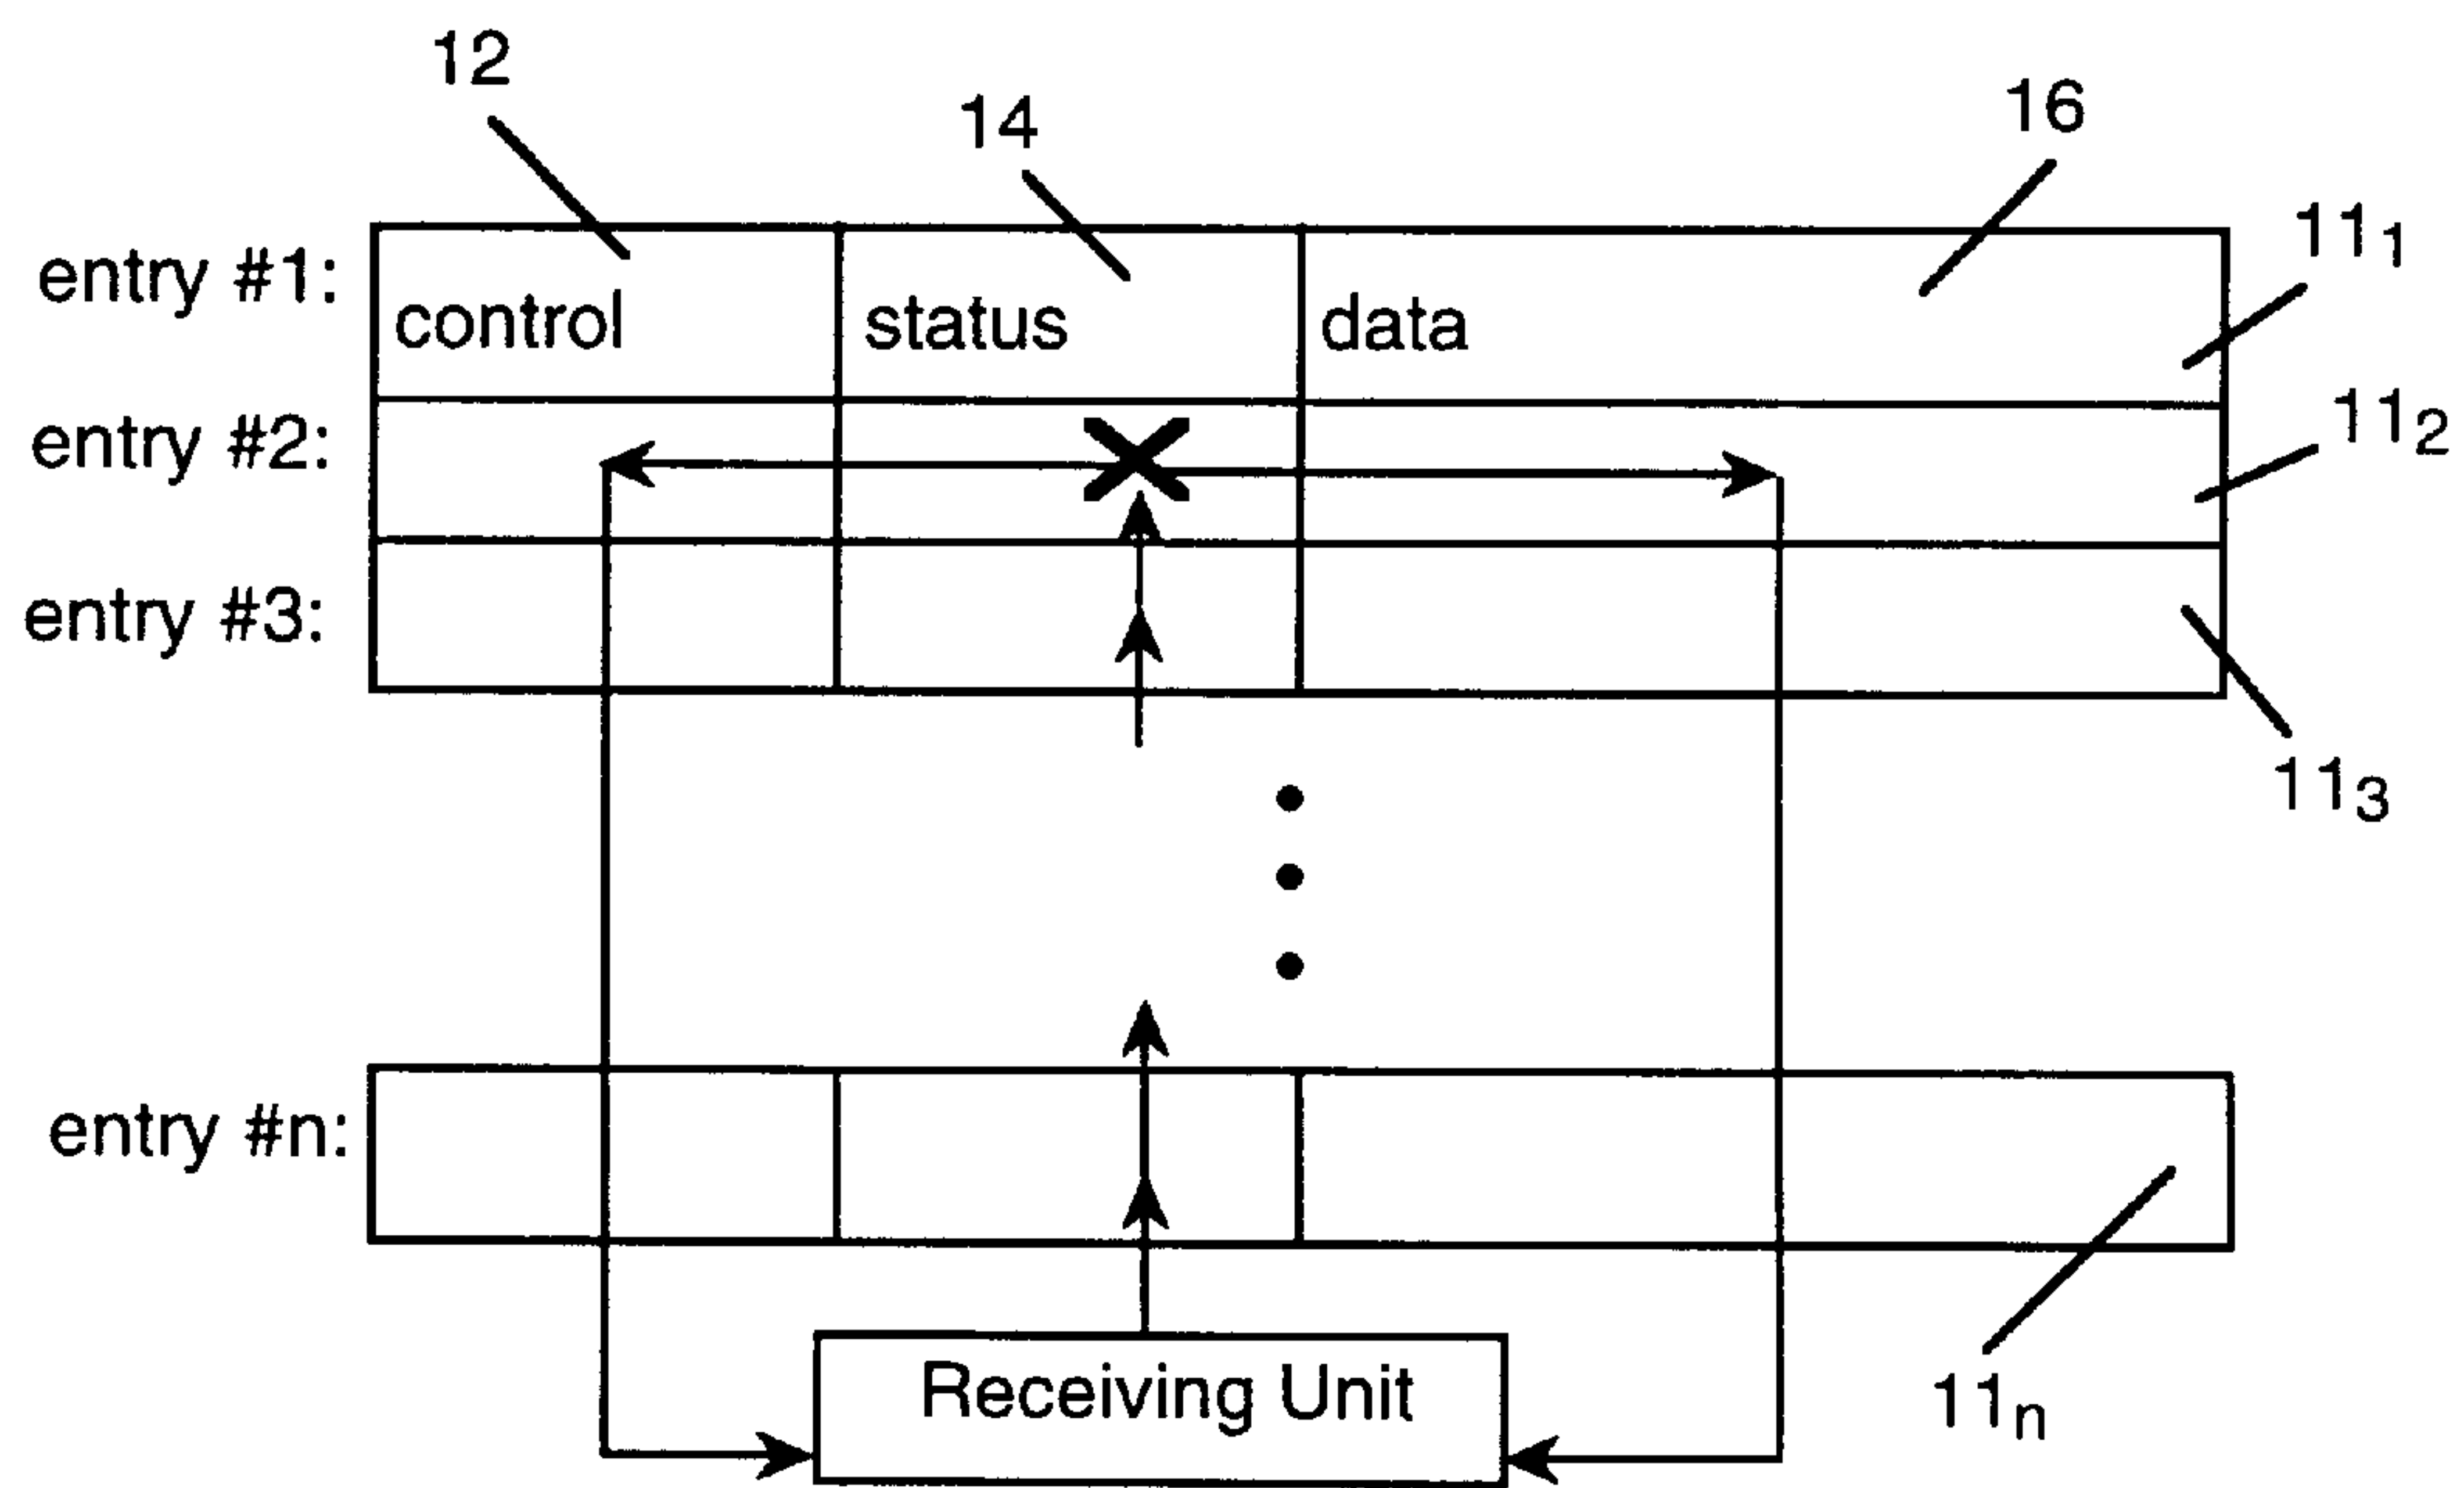 12
14
16
entry #1:
control
status
data
11₁
entry #2:
11₂
entry #3:
11₃
entry #n:
Receiving Unit
11ₙ